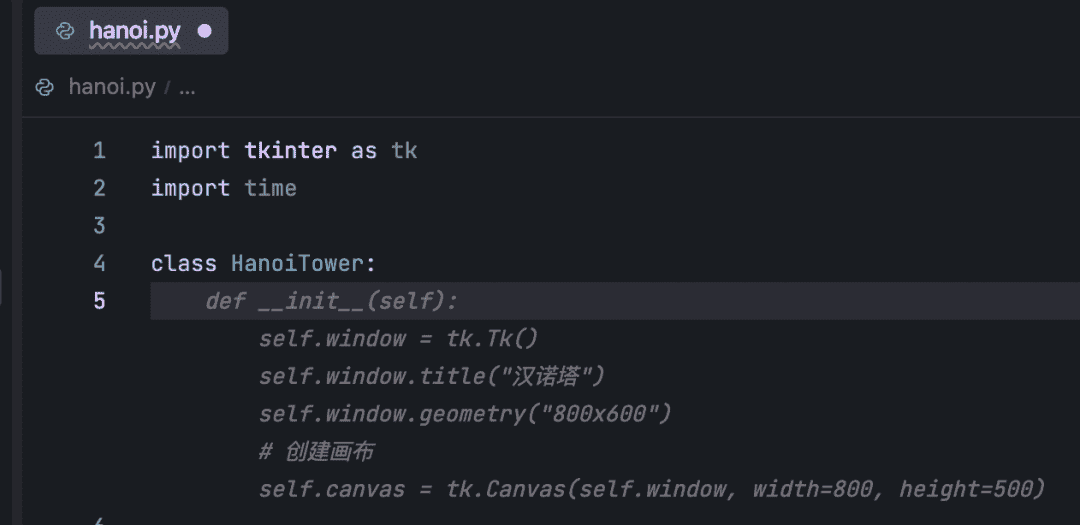 hanoi.py
hanoi.py / ...
1 import tkinter as tk
2 import time
3
4 class HanoiTower:
5     def __init__(self):
        self.window = tk.Tk()
        self.window.title("汉诺塔")
        self.window.geometry("800x600")
        # 创建画布
        self.canvas = tk.Canvas(self.window, width=800, height=500)